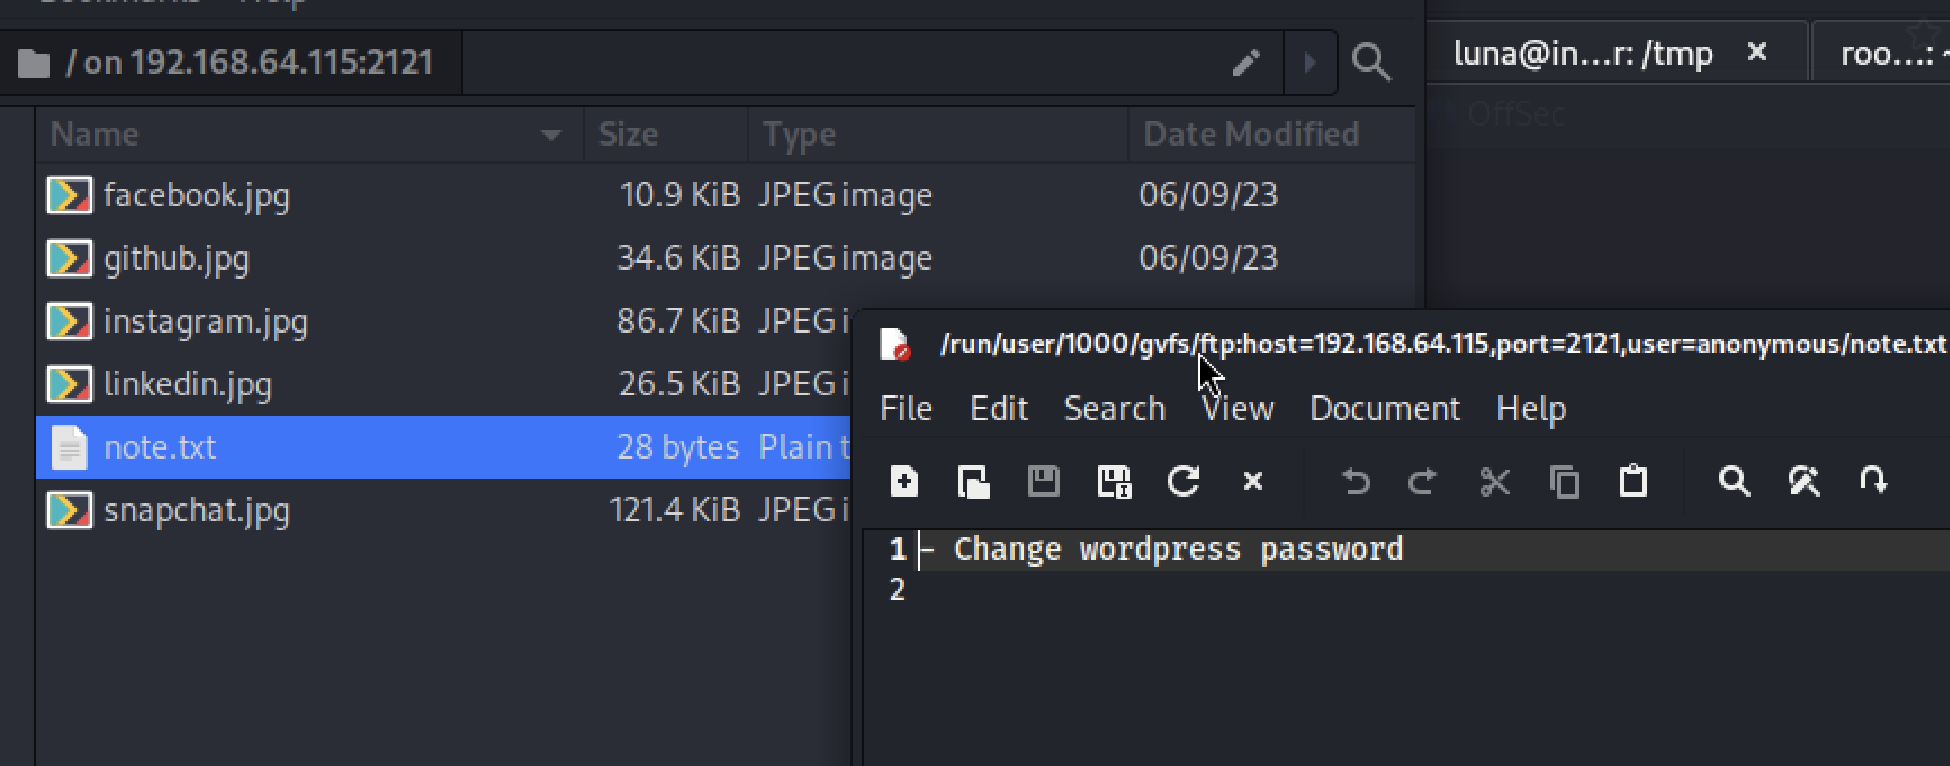 / on 192.168.64.115:2121
luna@in...r: /tmp
roo...: ~
OffSec
Name Size Type Date Modified
facebook.jpg 10.9 KiB JPEG image 06/09/23
github.jpg 34.6 KiB JPEG image 06/09/23
instagram.jpg 86.7 KiB JPEG i
linkedin.jpg 26.5 KiB JPEG i
note.txt 28 bytes Plain t
snapchat.jpg 121.4 KiB JPEG i
/run/user/1000/gvfs/ftp:host=192.168.64.115,port=2121,user=anonymous/note.txt
File Edit Search View Document Help
1 - Change wordpress password
2